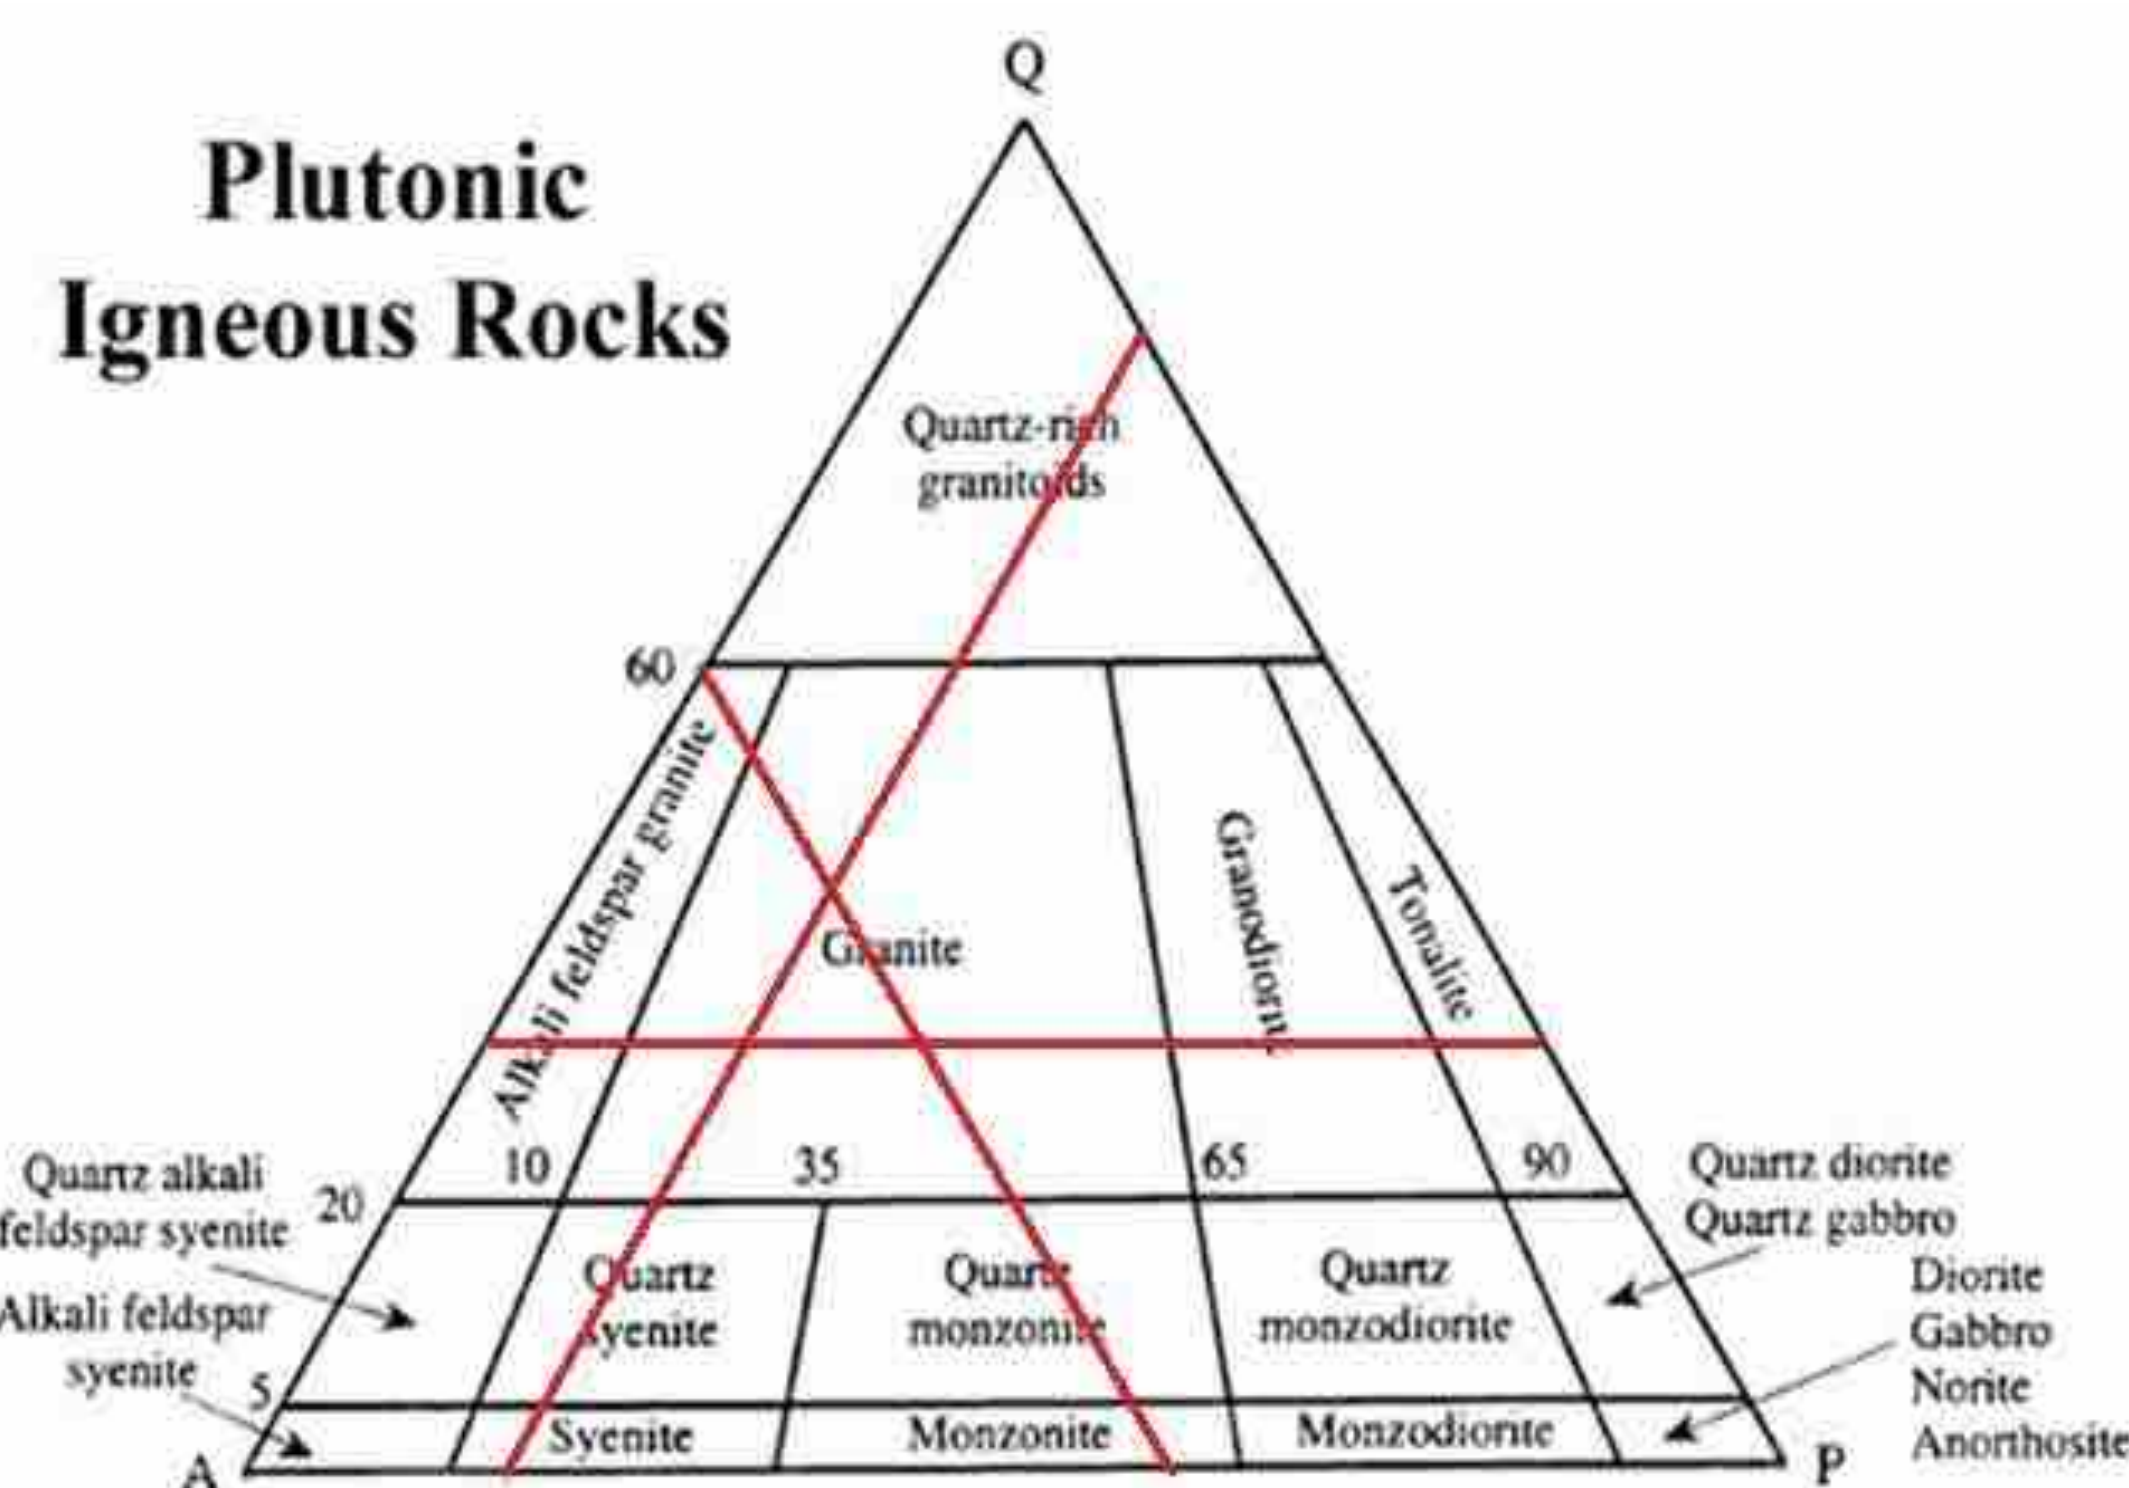 Q
Plutonic
Igneous Rocks
Quartz-rich
granitoids
60
Alkali feldspar granite
Granite
Tonalite
10
35
65
90
20
Quartz alkali
feldspar syenite
Quartz diorite
Quartz gabbro
Quartz
syenite
Quartz
monzonite
Quartz
monzodiorite
Alkali feldspar
syenite
5
Diorite
Gabbro
Norite
Anorthosite
Syenite
Monzonite
Monzodiorite
A
P